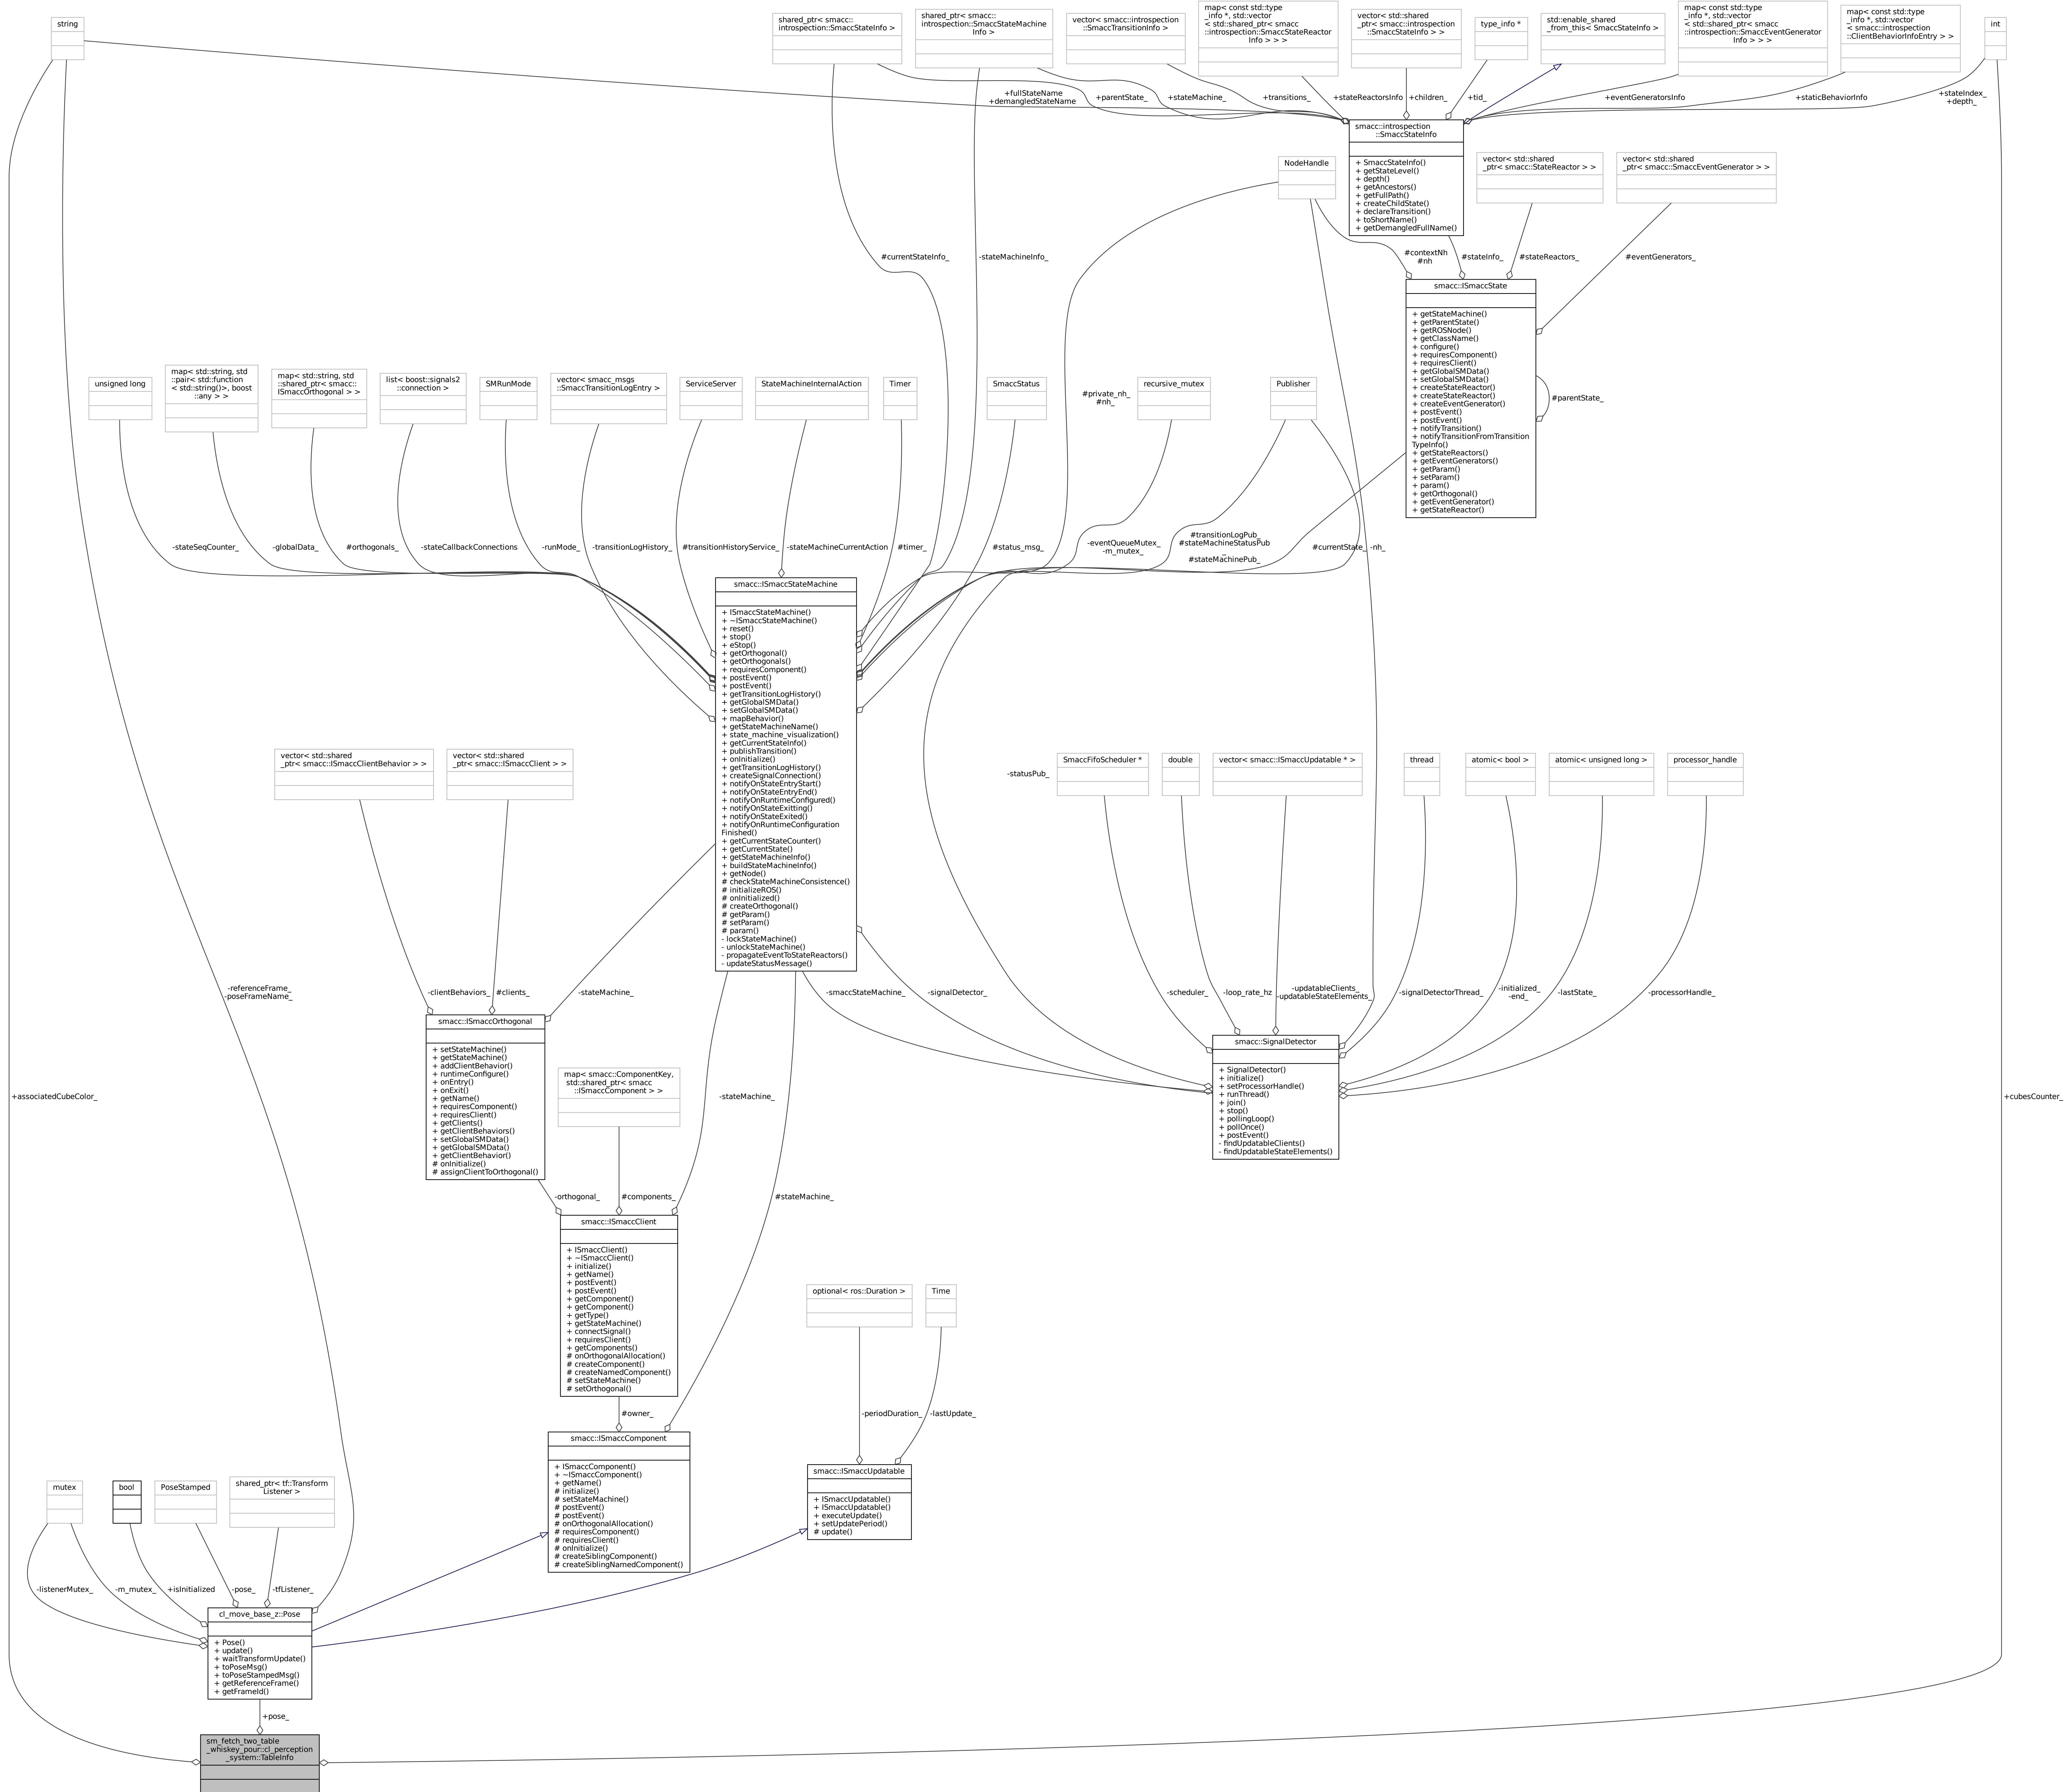 string
shared_ptr< smacc::
introspection::SmaccStateInfo >
shared_ptr< smacc::
introspection::SmaccStateMachine
Info >
vector< smacc::introspection
::SmaccTransitionInfo >
map< const std::type
_info *, std::vector
< std::shared_ptr< smacc
::introspection::SmaccStateReactor
Info > > >
vector< std::shared
_ptr< smacc::introspection
::SmaccStateInfo > >
type_info *
std::enable_shared
_from_this< SmaccStateInfo >
map< const std::type
_info *, std::vector
< std::shared_ptr< smacc
::introspection::SmaccEventGenerator
Info > > >
map< const std::type
_info *, std::vector
< smacc::introspection
::ClientBehaviorInfoEntry > >
int
+fullStateName
+demangledStateName
+parentState_
+stateMachine_
+transitions_
+stateReactorsInfo
+children_
+tid_
+eventGeneratorsInfo
+staticBehaviorInfo
+stateIndex_
+depth_
smacc::introspection
::SmaccStateInfo
+ SmaccStateInfo()
+ getStateLevel()
+ depth()
+ getAncestors()
+ getFullPath()
+ createChildState()
+ declareTransition()
+ toShortName()
+ getDemangledFullName()
NodeHandle
vector< std::shared
_ptr< smacc::StateReactor > >
vector< std::shared
_ptr< smacc::SmaccEventGenerator > >
#currentStateInfo_
-stateMachineInfo_
#contextNh
#nh
#stateInfo_
#stateReactors_
#eventGenerators_
smacc::ISmaccState
+ getStateMachine()
+ getParentState()
+ getROSNode()
+ getClassName()
+ configure()
+ requiresComponent()
+ requiresClient()
+ getGlobalSMData()
+ setGlobalSMData()
+ createStateReactor()
+ createStateReactor()
+ createEventGenerator()
+ postEvent()
+ postEvent()
+ notifyTransition()
+ notifyTransitionFromTransition
TypeInfo()
+ getStateReactors()
+ getEventGenerators()
+ getParam()
+ setParam()
+ param()
+ getOrthogonal()
+ getEventGenerator()
+ getStateReactor()
#parentState_
unsigned long
map< std::string, std
::pair< std::function
< std::string()>, boost
::any > >
map< std::string, std
::shared_ptr< smacc::
ISmaccOrthogonal > >
list< boost::signals2
::connection >
SMRunMode
vector< smacc_msgs
::SmaccTransitionLogEntry >
ServiceServer
StateMachineInternalAction
Timer
SmaccStatus
#private_nh_
#nh_
recursive_mutex
Publisher
-stateSeqCounter_
-globalData_
#orthogonals_
-stateCallbackConnections
-runMode_
-transitionLogHistory_
#transitionHistoryService_
-stateMachineCurrentAction
#timer_
#status_msg_
-eventQueueMutex_
-m_mutex_
#transitionLogPub_
#stateMachineStatusPub
_
#stateMachinePub_
#currentState_
-nh_
smacc::ISmaccStateMachine
+ ISmaccStateMachine()
+ ~ISmaccStateMachine()
+ reset()
+ stop()
+ eStop()
+ getOrthogonal()
+ getOrthogonals()
+ requiresComponent()
+ postEvent()
+ postEvent()
+ getTransitionLogHistory()
+ getGlobalSMData()
+ setGlobalSMData()
+ mapBehavior()
+ getStateMachineName()
+ state_machine_visualization()
+ getCurrentStateInfo()
+ publishTransition()
+ onInitialize()
+ getTransitionLogHistory()
+ createSignalConnection()
+ notifyOnStateEntryStart()
+ notifyOnStateEntryEnd()
+ notifyOnRuntimeConfigured()
+ notifyOnStateExitting()
+ notifyOnStateExited()
+ notifyOnRuntimeConfiguration
Finished()
+ getCurrentStateCounter()
+ getCurrentState()
+ getStateMachineInfo()
+ buildStateMachineInfo()
+ getNode()
# checkStateMachineConsistence()
# initializeROS()
# onInitialized()
# createOrthogonal()
# getParam()
# setParam()
# param()
- lockStateMachine()
- unlockStateMachine()
- propagateEventToStateReactors()
- updateStatusMessage()
vector< std::shared
_ptr< smacc::ISmaccClientBehavior > >
vector< std::shared
_ptr< smacc::ISmaccClient > >
-statusPub_
SmaccFifoScheduler *
double
vector< smacc::ISmaccUpdatable * >
thread
atomic< bool >
atomic< unsigned long >
processor_handle
-referenceFrame_
-poseFrameName_
-clientBehaviors_
#clients_
-stateMachine_
-smaccStateMachine_
-signalDetector_
-scheduler_
-loop_rate_hz
-updatableClients_
-updatableStateElements_
-signalDetectorThread_
-initialized_
-end_
-lastState_
-processorHandle_
smacc::ISmaccOrthogonal
+ setStateMachine()
+ getStateMachine()
+ addClientBehavior()
+ runtimeConfigure()
+ onEntry()
+ onExit()
+ getName()
+ requiresComponent()
+ requiresClient()
+ getClients()
+ getClientBehaviors()
+ setGlobalSMData()
+ getGlobalSMData()
+ getClientBehavior()
# onInitialize()
# assignClientToOrthogonal()
smacc::SignalDetector
+ SignalDetector()
+ initialize()
+ setProcessorHandle()
+ runThread()
+ join()
+ stop()
+ pollingLoop()
+ pollOnce()
+ postEvent()
- findUpdatableClients()
- findUpdatableStateElements()
map< smacc::ComponentKey,
std::shared_ptr< smacc
::ISmaccComponent > >
+associatedCubeColor_
-stateMachine_
+cubesCounter_
-orthogonal_
#components_
#stateMachine_
smacc::ISmaccClient
+ ISmaccClient()
+ ~ISmaccClient()
+ initialize()
+ getName()
+ postEvent()
+ postEvent()
+ getComponent()
+ getComponent()
+ getType()
+ getStateMachine()
+ connectSignal()
+ requiresClient()
+ getComponents()
# onOrthogonalAllocation()
# createComponent()
# createNamedComponent()
# setStateMachine()
# setOrthogonal()
optional< ros::Duration >
Time
#owner_
-periodDuration_
-lastUpdate_
smacc::ISmaccComponent
+ ISmaccComponent()
+ ~ISmaccComponent()
+ getName()
# initialize()
# setStateMachine()
# postEvent()
# postEvent()
# onOrthogonalAllocation()
# requiresComponent()
# requiresClient()
# onInitialize()
# createSiblingComponent()
# createSiblingNamedComponent()
smacc::ISmaccUpdatable
+ ISmaccUpdatable()
+ ISmaccUpdatable()
+ executeUpdate()
+ setUpdatePeriod()
# update()
mutex
bool
PoseStamped
shared_ptr< tf::Transform
Listener >
-listenerMutex_
-m_mutex_
+isInitialized
-pose_
-tfListener_
cl_move_base_z::Pose
+ Pose()
+ update()
+ waitTransformUpdate()
+ toPoseMsg()
+ toPoseStampedMsg()
+ getReferenceFrame()
+ getFrameId()
+pose_
sm_fetch_two_table
_whiskey_pour::cl_perception
_system::TableInfo